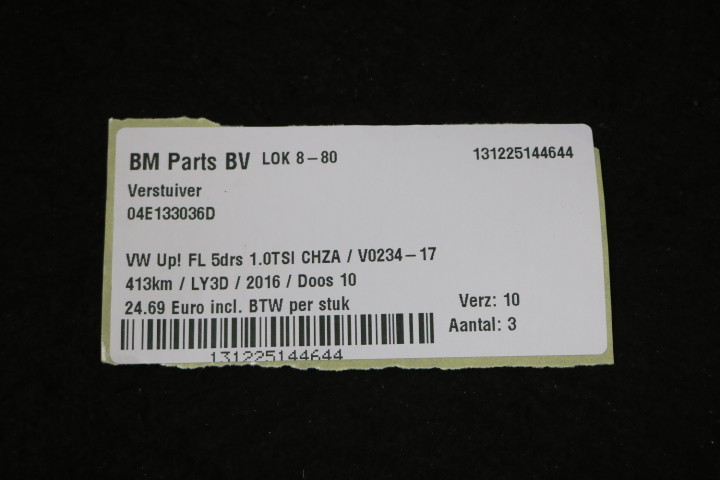 BM Parts BV LOK 8-80 131225144644
Verstuiver
04E133036D
VW Up! FL 5drs 1.0TSI CHZA / V0234-17
413km / LY3D / 2016 / Doos 10
24.69 Euro incl. BTW per stuk Verz: 10
Aantal: 3
131225144644